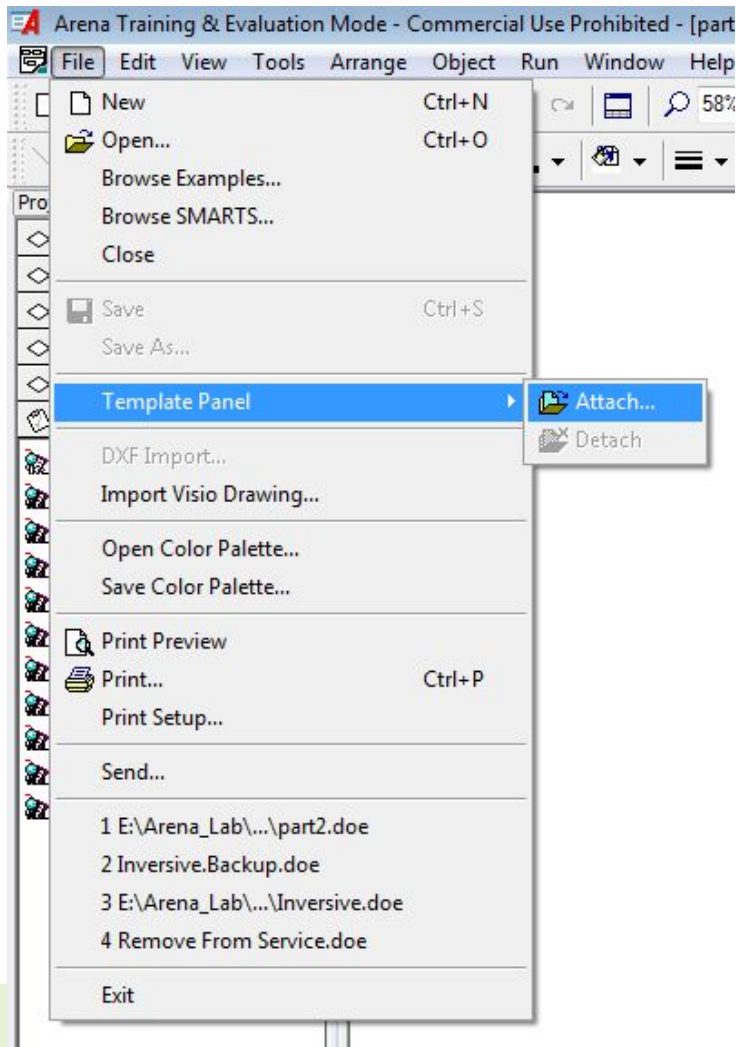 Arena Training & Evaluation Mode - Commercial Use Prohibited - [part
File Edit View Tools Arrange Object Run Window Help
58%
New Ctrl+N
Open... Ctrl+O
Browse Examples...
Browse SMARTS...
Close
Pro
Save Ctrl+S
Save As...
Template Panel
Attach...
Detach
DXF Import...
Import Visio Drawing...
Open Color Palette...
Save Color Palette...
Print Preview
Print... Ctrl+P
Print Setup...
Send...
1 E:\Arena_Lab\...\part2.doe
2 Inversive.Backup.doe
3 E:\Arena_Lab\...\Inversive.doe
4 Remove From Service.doe
Exit